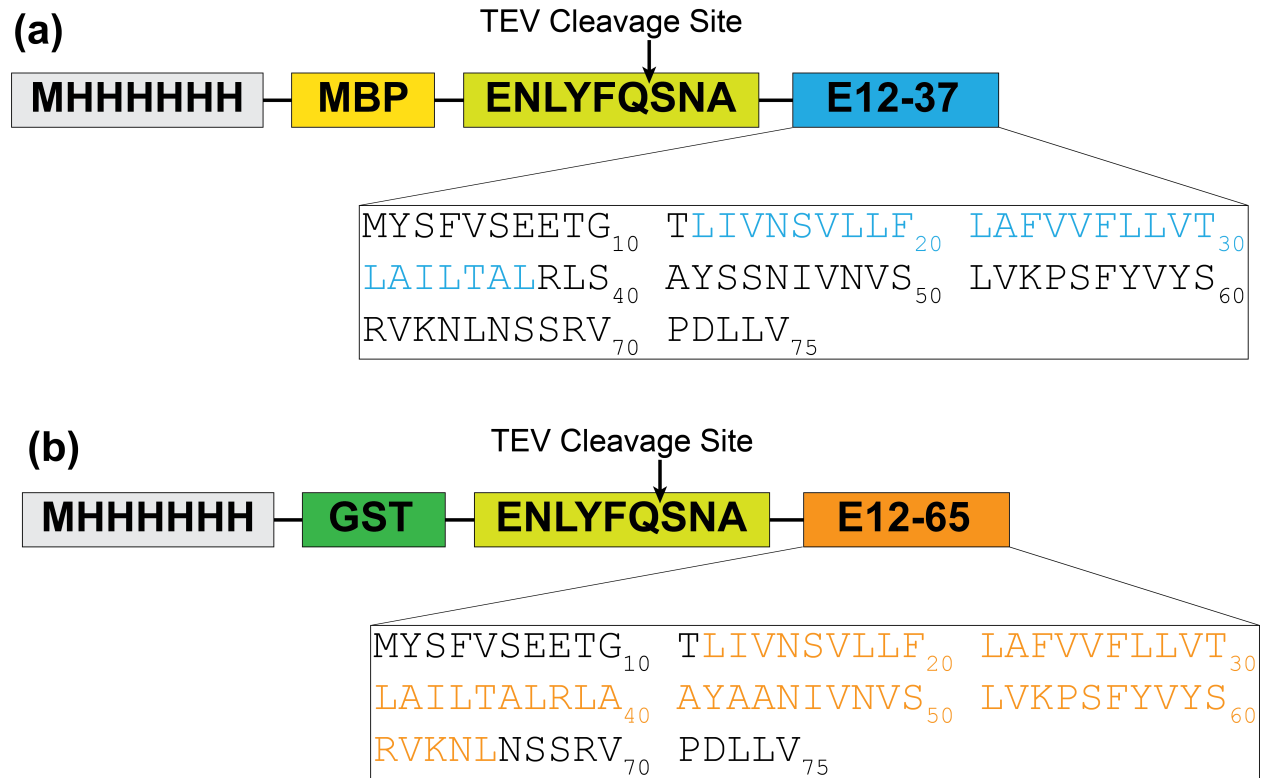 (a)
TEV Cleavage Site
MHHHHHH MBP ENLYFQSNA E12-37
MYSFVSEETG10 TLIVNSVLLF20 LAFVVFLLVT30
LAILTALRLS40 AYSSNIVNVS50 LVKPSFYVYS60
RVKNLNSSRV70 PDLLV75
(b)
TEV Cleavage Site
MHHHHHH GST ENLYFQSNA E12-65
MYSFVSEETG10 TLIVNSVLLF20 LAFVVFLLVT30
LAILTALRLA40 AYAANIVNVS50 LVKPSFYVYS60
RVKNLNSSRV70 PDLLV75